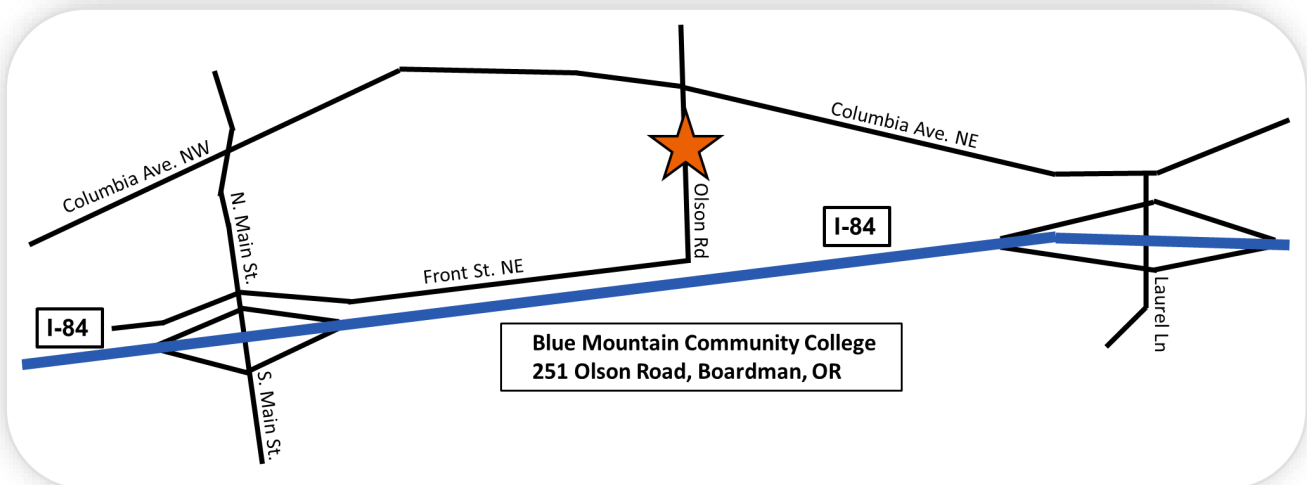 Columbia Ave. NW
N. Main St.
Columbia Ave. NE
Olson Rd
I-84
Front St. NE
I-84
Laurel Ln
S. Main St.
Blue Mountain Community College
251 Olson Road, Boardman, OR